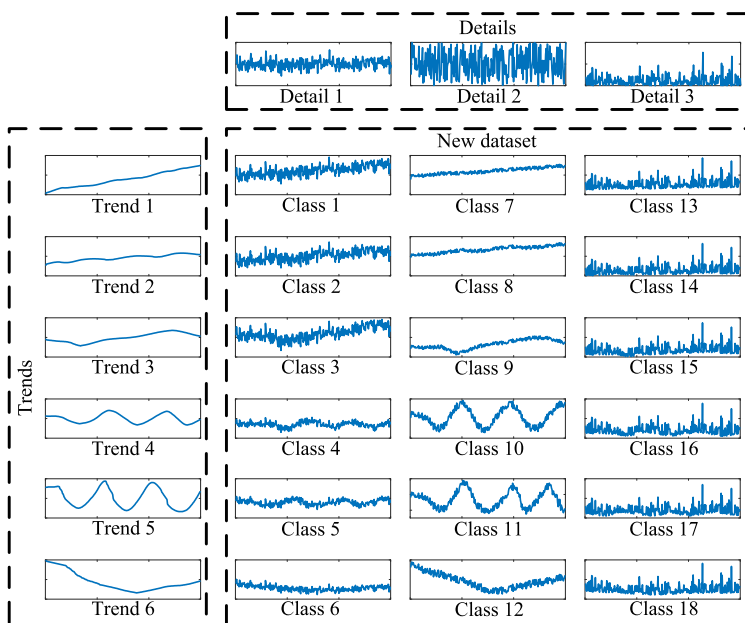 Details
Detail 1 Detail 2 Detail 3
Trends
New dataset
Trend 1 Class 1 Class 7 Class 13
Trend 2 Class 2 Class 8 Class 14
Trend 3 Class 3 Class 9 Class 15
Trend 4 Class 4 Class 10 Class 16
Trend 5 Class 5 Class 11 Class 17
Trend 6 Class 6 Class 12 Class 18